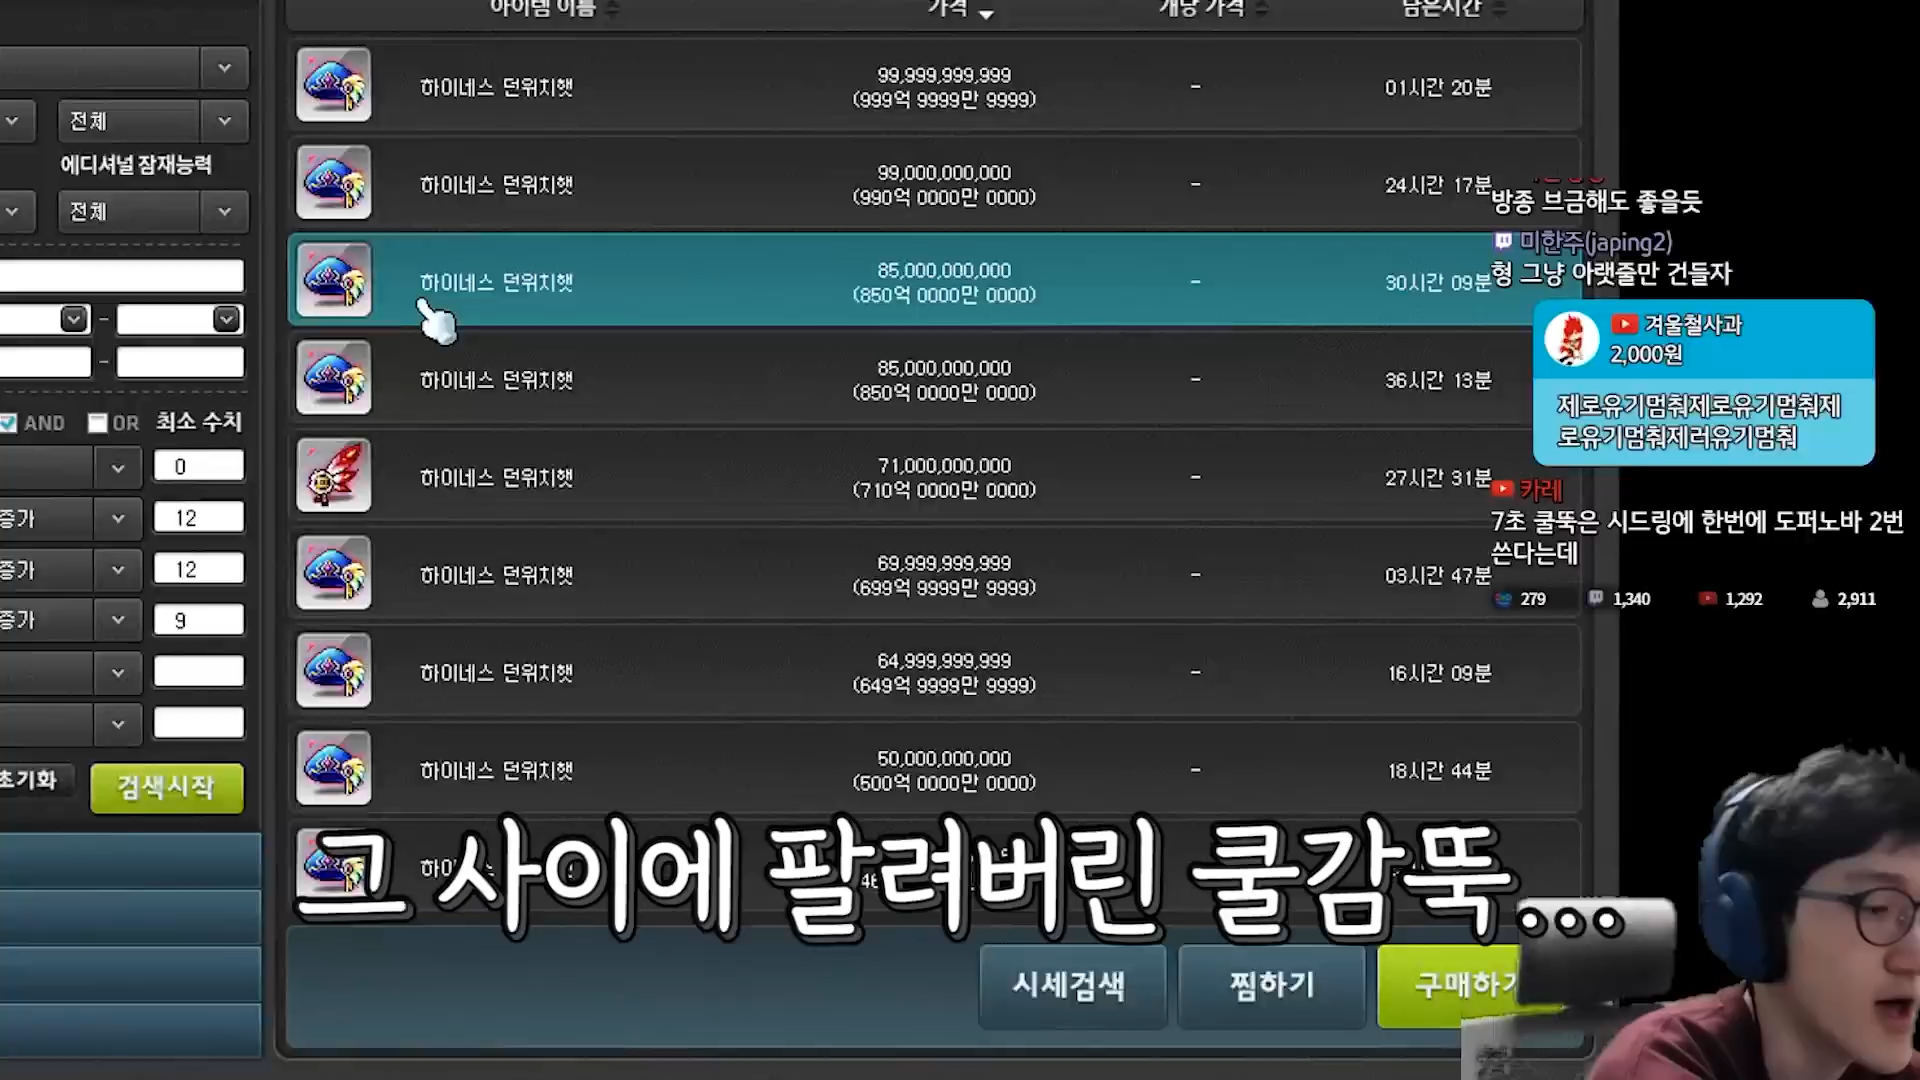 아이템 이름
가격
개당 가격
남은시간
전체
에디셔널 잠재능력
전체
AND
OR
최소 수치
0
증가
12
증가
12
증가
9
초기화
검색시작
하이네스 던위치햇
99,999,999,999
(999억 9999만 9999)
-
01시간 20분
하이네스 던위치햇
99,000,000,000
(990억 0000만 0000)
-
24시간 17분
하이네스 던위치햇
85,000,000,000
(850억 0000만 0000)
-
30시간 09분
하이네스 던위치햇
85,000,000,000
(850억 0000만 0000)
-
36시간 13분
하이네스 던위치햇
71,000,000,000
(710억 0000만 0000)
-
27시간 31분
하이네스 던위치햇
69,999,999,999
(699억 9999만 9999)
-
03시간 47분
하이네스 던위치햇
64,999,999,999
(649억 9999만 9999)
-
16시간 09분
하이네스 던위치햇
50,000,000,000
(500억 0000만 0000)
-
18시간 44분
그 사이에 팔려버린 쿨감뚝...
시세검색
찜하기
구매하기
방종 브금해도 좋을듯
미한주(japing2)
형 그냥 아랫줄만 건들자
겨울철사과
2,000원
제로유기멈춰제로유기멈춰제
로유기멈춰제러유기멈춰
카레
7초 쿨뚝은 시드링에 한번에 도퍼노바 2번
쓴다는데
279
1,340
1,292
2,911